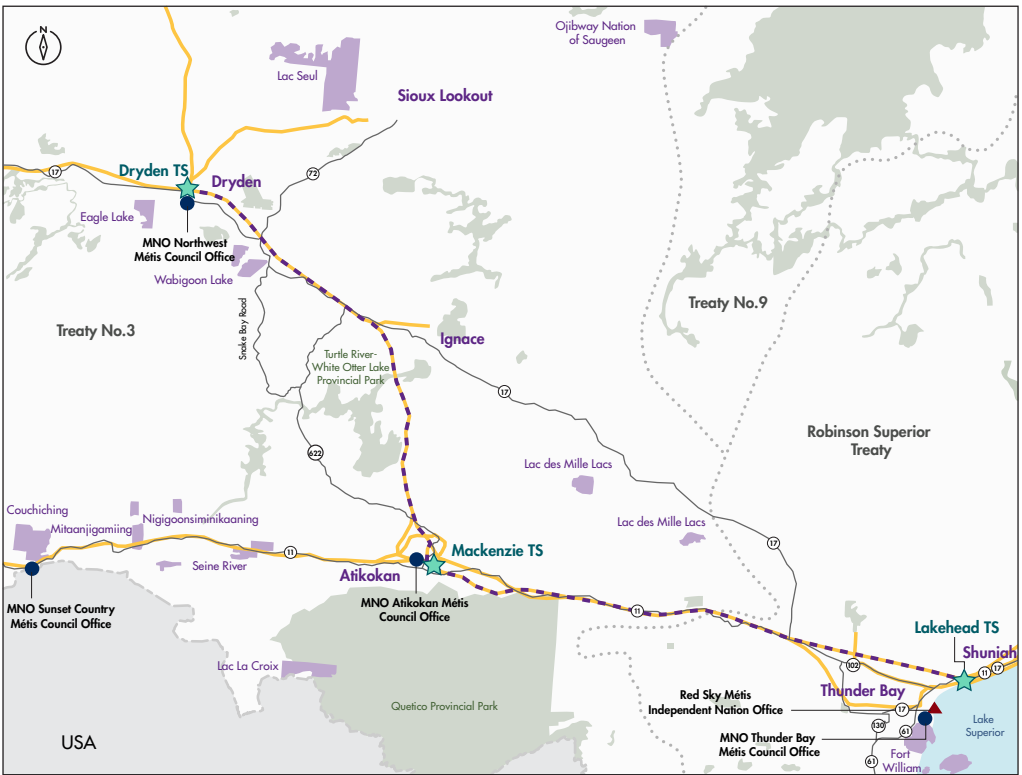 N
Ojibway Nation
of Saugeen
Lac Seul
Sioux Lookout
17
Dryden TS
Dryden
72
Eagle Lake
MNO Northwest
Métis Council Office
Wabigoon Lake
Treaty No.9
Snake Bay Road
Treaty No.3
Ignace
Turtle River-
White Otter Lake
Provincial Park
17
Robinson Superior
Treaty
622
Lac des Mille Lacs
Couchiching
Mitaanjigamiing
Nigigoonsiminikaaning
Lac des Mille Lacs
17
11
Seine River
Mackenzie TS
Atikokan
MNO Sunset Country
Métis Council Office
MNO Atikokan Métis
Council Office
11
Lakehead TS
Shuniah
11
17
102
Lac La Croix
Thunder Bay
Red Sky Métis
Independent Nation Office
17
Quetico Provincial Park
130
61
Lake
Superior
MNO Thunder Bay
Métis Council Office
USA
Fort
William
61